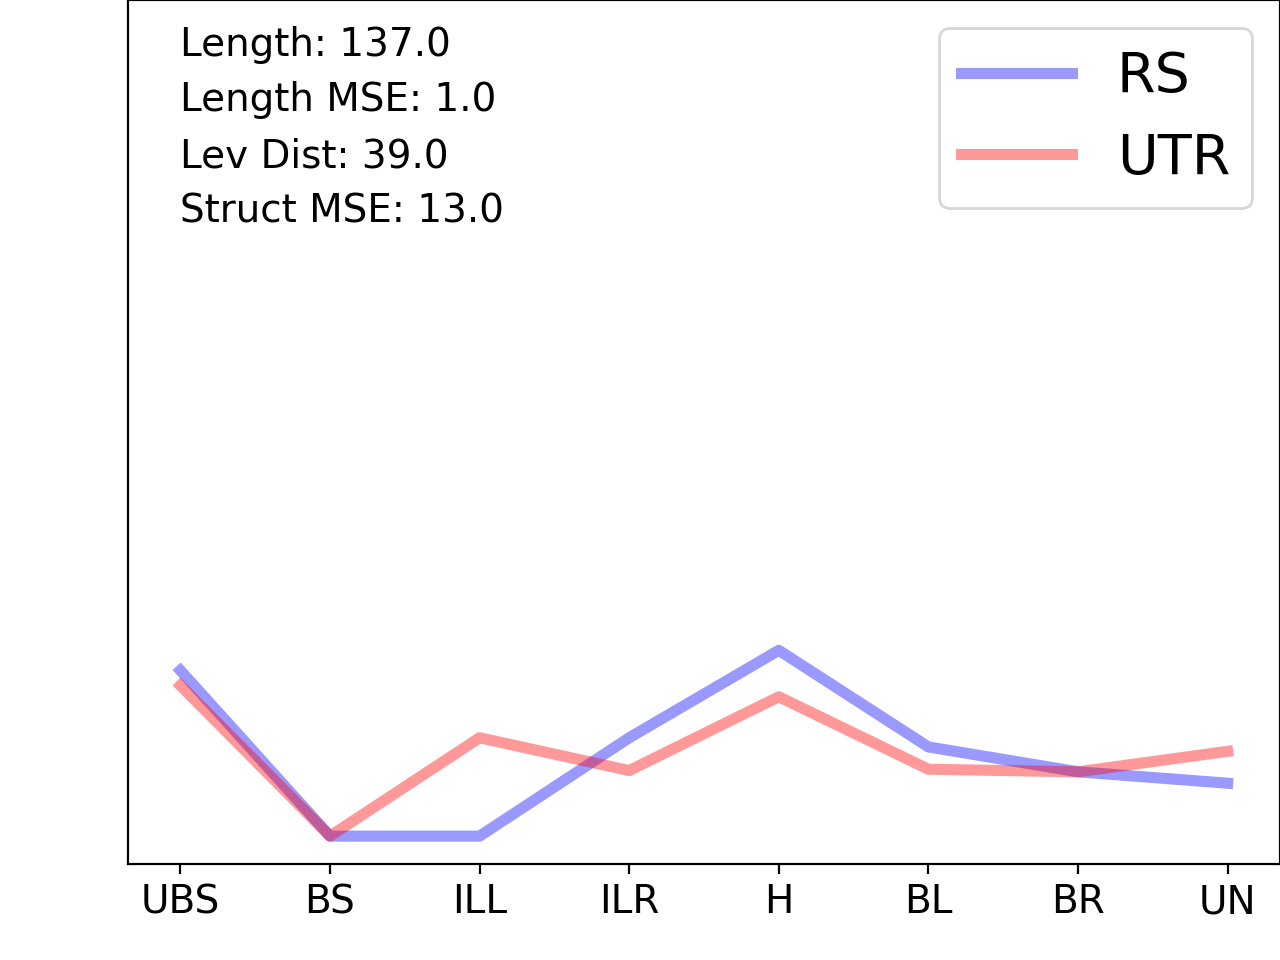 Length: 137.0
Length MSE: 1.0
Lev Dist: 39.0
Struct MSE: 13.0
RS
UTR
UBS BS ILL ILR H BL BR UN